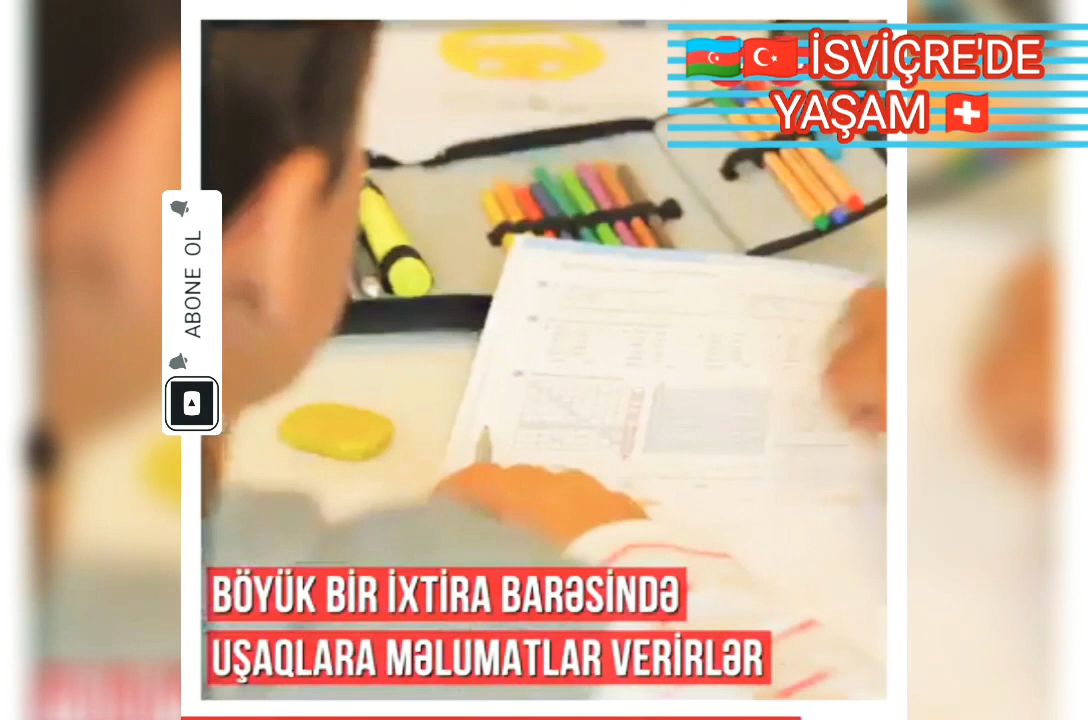 İSVİÇRE'DE
YAŞAM
ABONE OL
BÖYÜK BİR İXTİRA BARƏSİNDƏ
UŞAQLARA MƏLUMATLAR VERİRLƏR